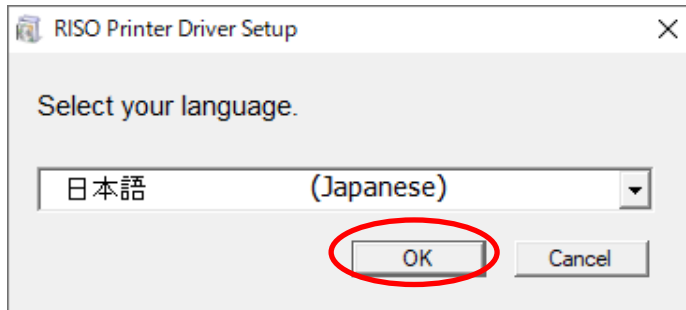 RISO Printer Driver Setup
Select your language.
日本語 (Japanese)
OK Cancel